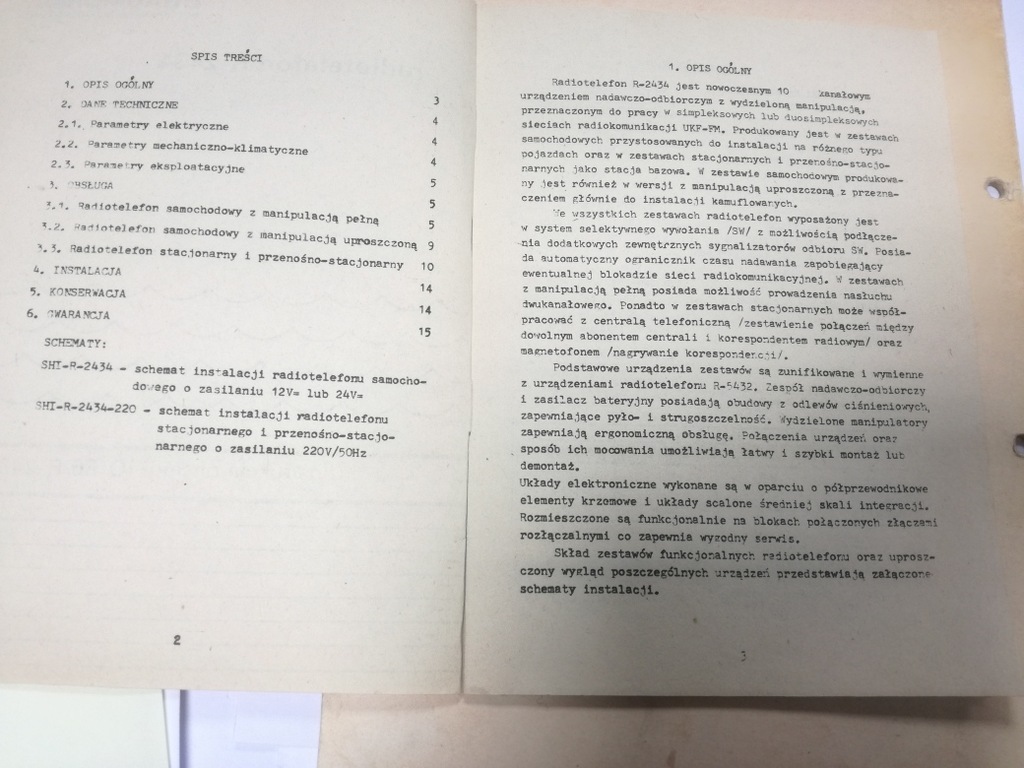 SPIS TREŚCI
1. OPIS OGÓLNY 3
2. DANE TECHNICZNE 4
2.1. Parametry elektryczne 4
2.2. Parametry mechaniczno-klimatyczne 4
2.3. Parametry eksploatacyjne 5
3. OBSŁUGA 5
3.1. Radiotelefon samochodowy z manipulacją pełną 5
3.2. Radiotelefon samochodowy z manipulacją uproszczoną 9
3.3. Radiotelefon stacjonarny i przenośno-stacjonarny 10
4. INSTALACJA 14
5. KONSERWACJA 14
6. GWARANCJA 15
SCHEMATY:
SHI-R-2434 - schemat instalacji radiotelefonu samocho-
dowego o zasilaniu 12V= lub 24V=
SHI-R-2434-220 - schemat instalacji radiotelefonu
stacjonarnego i przenośno-stacjo-
narnego o zasilaniu 220V/50Hz
2
1. OPIS OGÓLNY
Radiotelefon R-2434 jest nowoczesnym 10 kanałowym
urządzeniem nadawczo-odbiorczym z wydzieloną manipulacją,
przeznaczonym do pracy w simpleksowych lub duosimpleksowych
sieciach radiokomunikacji UKF-FM. Produkowany jest w zestawach
samochodowych przystosowanych do instalacji na różnego typu
pojazdach oraz w zestawach stacjonarnych i przenośno-stacjo-
narnych jako stacja bazowa. W zestawie samochodowym produkowa-
ny jest również w wersji z manipulacją uproszczoną z przezna-
czeniem głównie do instalacji kamuflowanych.
We wszystkich zestawach radiotelefon wyposażony jest
w system selektywnego wywołania /SW/ z możliwością podłącze-
nia dodatkowych zewnętrznych sygnalizatorów odbioru SW. Posia-
da automatyczny ogranicznik czasu nadawania zapobiegający
ewentualnej blokadzie sieci radiokomunikacyjnej. W zestawach
z manipulacją pełną posiada możliwość prowadzenia nasłuchu
dwukanałowego. Ponadto w zestawach stacjonarnych może współ-
pracować z centralą telefoniczną /zestawienie połączeń między
dowolnym abonentem centrali i korespondentem radiowym/ oraz
magnetofonem /nagrywanie korespondencji/.
Podstawowe urządzenia zestawów są zunifikowane i wymienne
z urządzeniami radiotelefonu R-5432. Zespół nadawczo-odbiorczy
i zasilacz bateryjny posiadają obudowy z odlewów ciśnieniowych,
zapewniające pyło- i strugoszczelność. Wydzielone manipulatory
zapewniają ergonomiczną obsługę. Połączenia urządzeń oraz
sposób ich mocowania umożliwiają łatwy i szybki montaż lub
demontaż.
Układy elektroniczne wykonane są w oparciu o półprzewodnikowe
elementy krzemowe i układy scalone średniej skali integracji.
Rozmieszczone są funkcjonalnie na blokach połączonych złączami
rozłączalnymi co zapewnia wygodny serwis.
Skład zestawów funkcjonalnych radiotelefonu oraz uprosz-
czony wygląd poszczególnych urządzeń przedstawiają załączone
schematy instalacji.
3